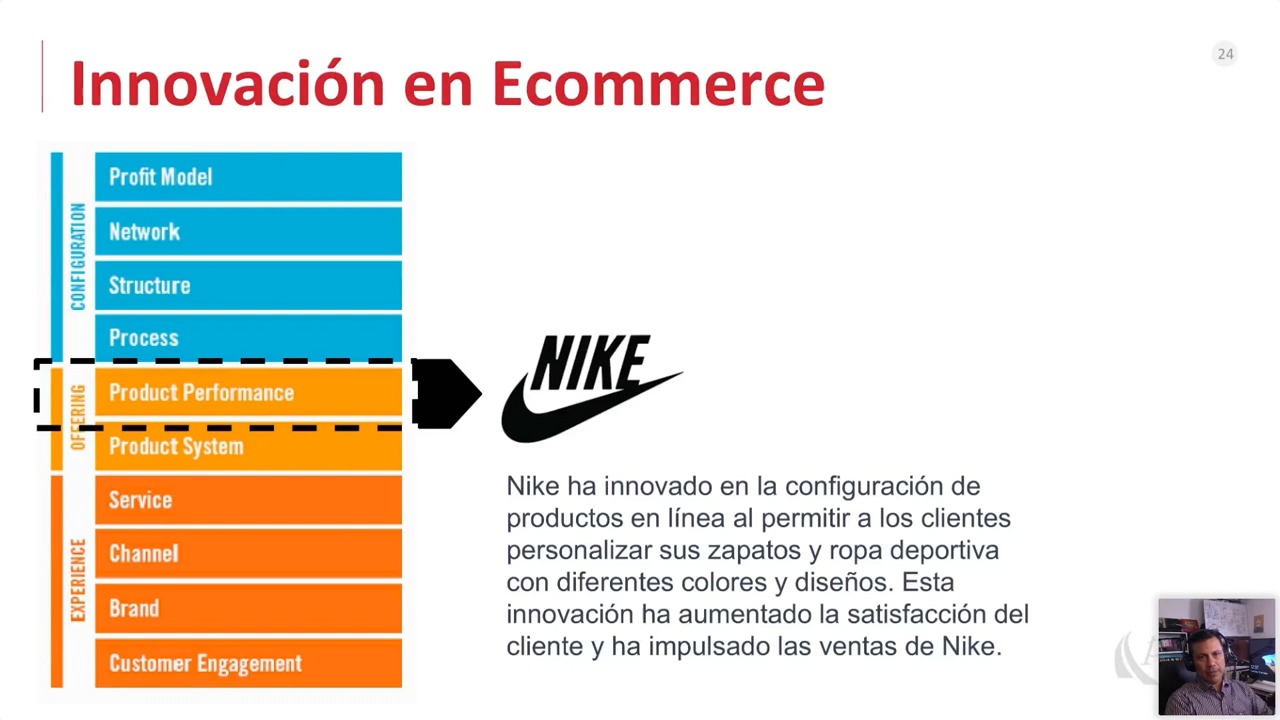 24
Innovación en Ecommerce
CONFIGURATION
Profit Model
Network
Structure
Process
OFFERING
Product Performance
Product System
EXPERIENCE
Service
Channel
Brand
Customer Engagement
NIKE
Nike ha innovado en la configuración de
productos en línea al permitir a los clientes
personalizar sus zapatos y ropa deportiva
con diferentes colores y diseños. Esta
innovación ha aumentado la satisfacción del
cliente y ha impulsado las ventas de Nike.